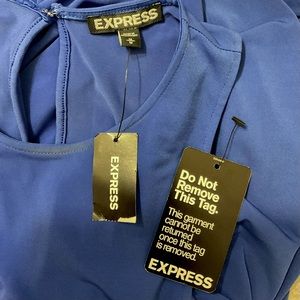 EXPRESS
EXPRESS
Do Not
Remove
This Tag.
This garment
cannot be
returned
once this tag
is removed.
EXPRESS